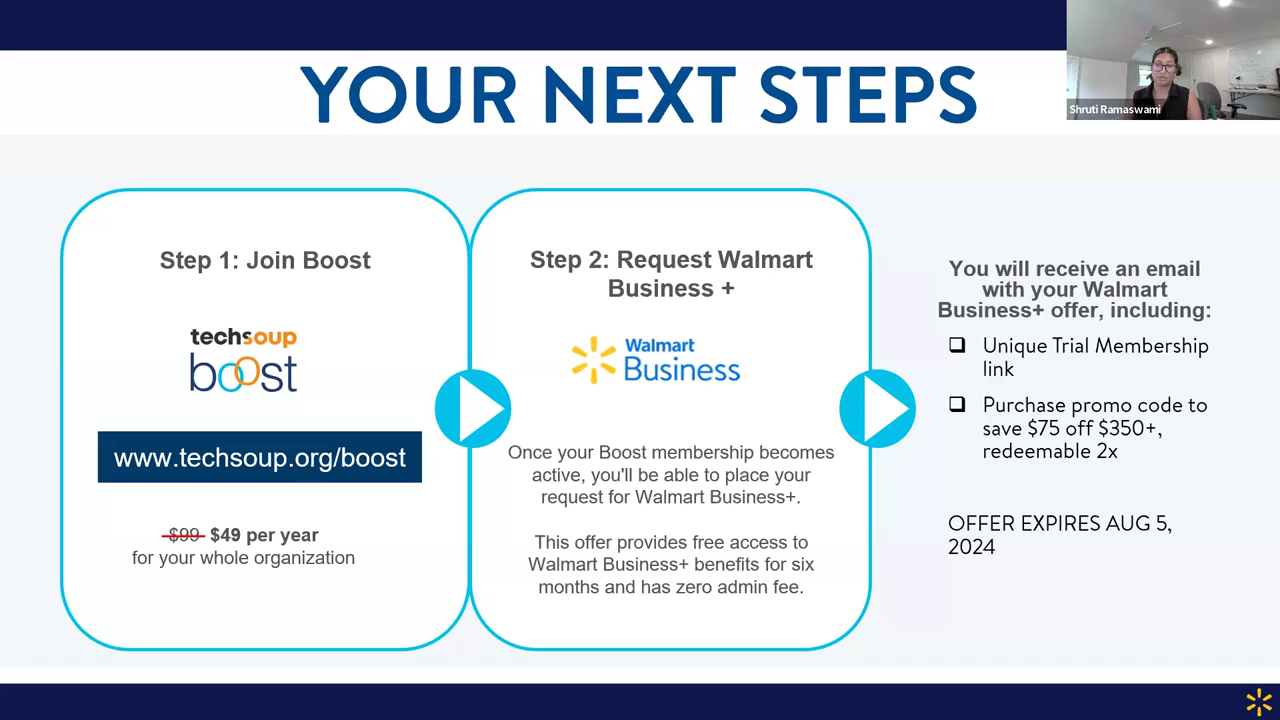 YOUR NEXT STEPS
Shruti Ramaswami
Step 1: Join Boost
techsoup
boost
www.techsoup.org/boost
$99 $49 per year
for your whole organization
Step 2: Request Walmart
Business +
Walmart
Business
Once your Boost membership becomes
active, you'll be able to place your
request for Walmart Business+.
This offer provides free access to
Walmart Business+ benefits for six
months and has zero admin fee.
You will receive an email
with your Walmart
Business+ offer, including:
Unique Trial Membership
link
Purchase promo code to
save $75 off $350+,
redeemable 2x
OFFER EXPIRES AUG 5,
2024